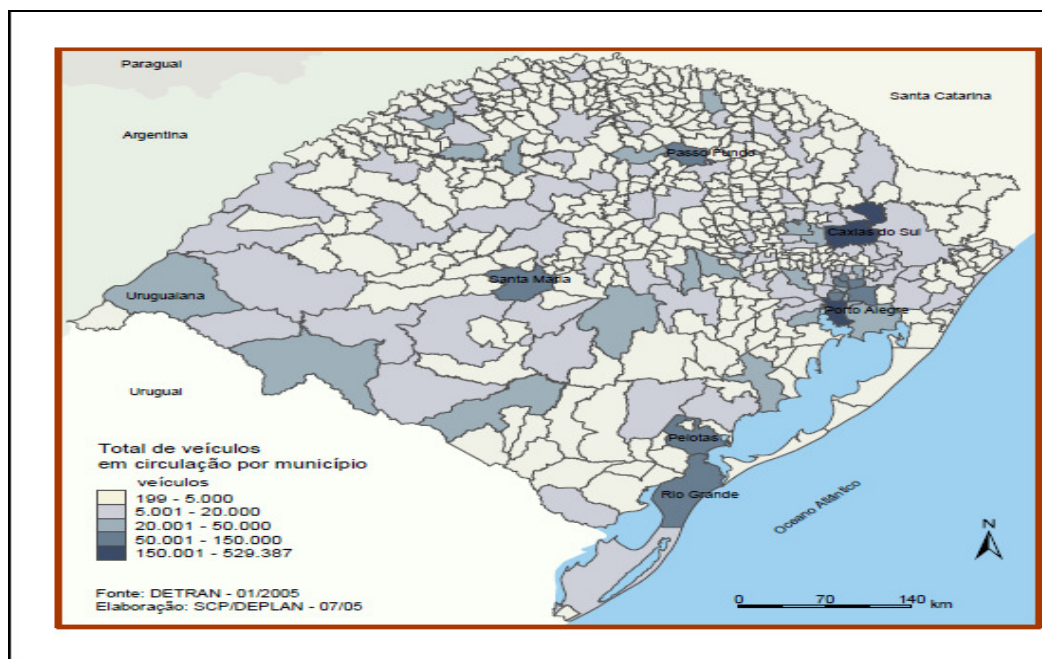 Paraguai
Santa Catarina
Argentina
Passo Fundo
Caxias do Sul
Santa Maria
Uruguaiana
Porto Alegre
Uruguai
Pelotas
Rio Grande
Oceano Atlântico
Total de veículos
em circulação por município
veículos
199 - 5.000
5.001 - 20.000
20.001 - 50.000
50.001 - 150.000
150.001 - 529.387
Fonte: DETRAN - 01/2005
Elaboração: SCP/DEPLAN - 07/05
N
0 70 140 km